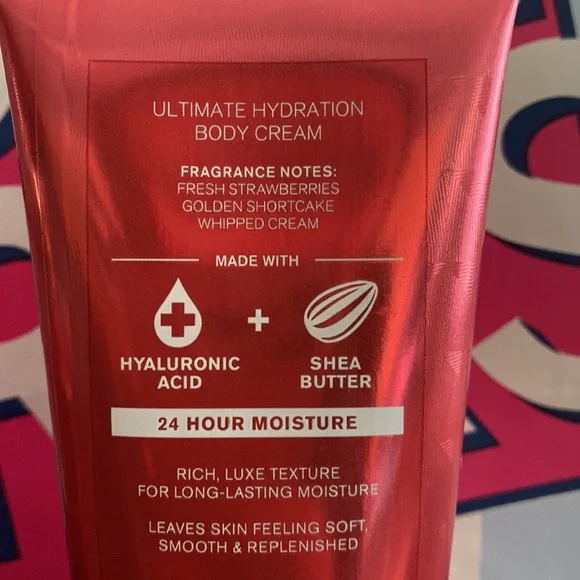 ULTIMATE HYDRATION
BODY CREAM
FRAGRANCE NOTES:
FRESH STRAWBERRIES
GOLDEN SHORTCAKE
WHIPPED CREAM
MADE WITH
+
HYALURONIC
ACID
SHEA
BUTTER
24 HOUR MOISTURE
RICH, LUXE TEXTURE
FOR LONG-LASTING MOISTURE
LEAVES SKIN FEELING SOFT,
SMOOTH & REPLENISHED